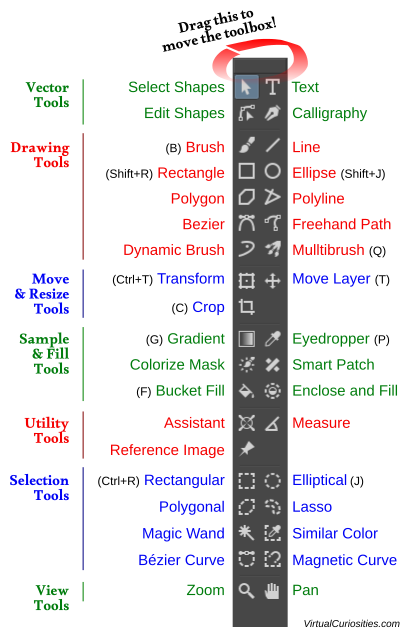 Drag this to
move the toolbox!
Vector
Tools
Select Shapes
Text
Edit Shapes
Calligraphy
Drawing
Tools
(B) Brush
Line
(Shift+R) Rectangle
Ellipse (Shift+J)
Polygon
Polyline
Bezier
Freehand Path
Dynamic Brush
Mulltibrush (Q)
Move
& Resize
Tools
(Ctrl+T) Transform
Move Layer (T)
(C) Crop
Sample
& Fill
Tools
(G) Gradient
Eyedropper (P)
Colorize Mask
Smart Patch
(F) Bucket Fill
Enclose and Fill
Utility
Tools
Assistant
Measure
Reference Image
Selection
Tools
(Ctrl+R) Rectangular
Elliptical (J)
Polygonal
Lasso
Magic Wand
Similar Color
Bézier Curve
Magnetic Curve
View
Tools
Zoom
Pan
VirtualCuriosities.com